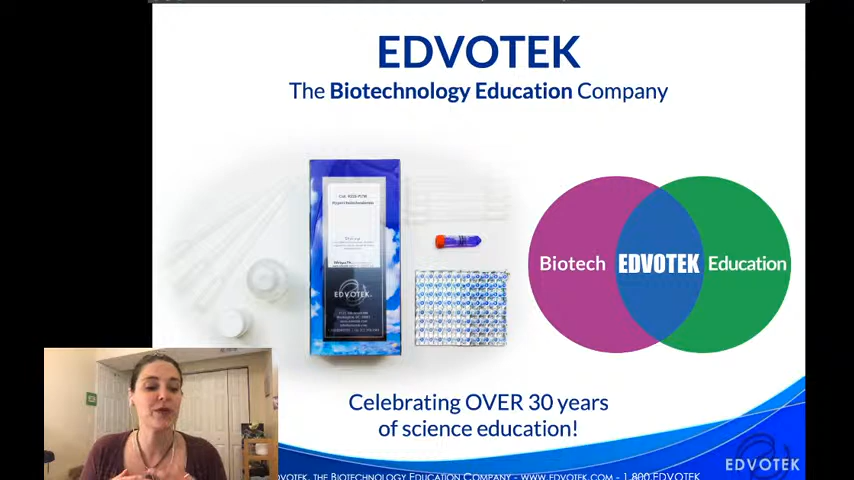 EDVOTEK
The Biotechnology Education Company
EDVOTEK
Biotech EDVOTEK Education
Celebrating OVER 30 years
of science education!
EDVOTEK
DVOTEK, THE BIOTECHNOLOGY EDUCATION COMPANY - WWW.EDVOTEK.COM - 1.800.EDVOTEK